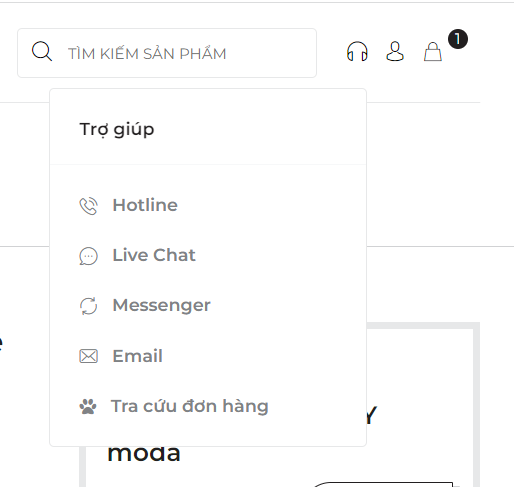 TÌM KIẾM SẢN PHẨM
1
Trợ giúp
Hotline
Live Chat
Messenger
Email
Tra cứu đơn hàng
Y
moda